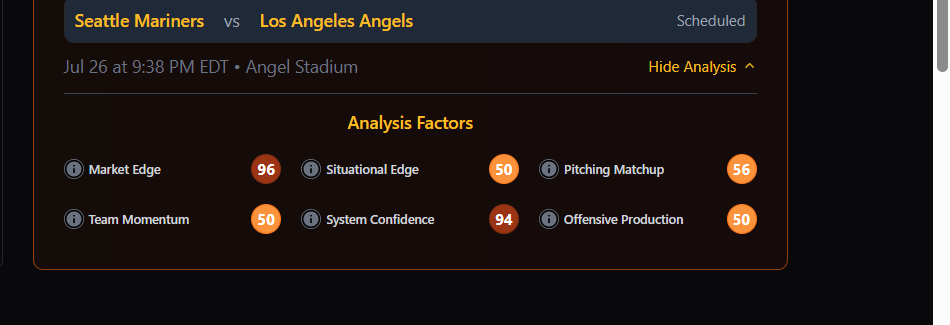 Seattle Mariners vs Los Angeles Angels Scheduled
Jul 26 at 9:38 PM EDT • Angel Stadium Hide Analysis
Analysis Factors
Market Edge 96 Situational Edge 50 Pitching Matchup 56
Team Momentum 50 System Confidence 94 Offensive Production 50